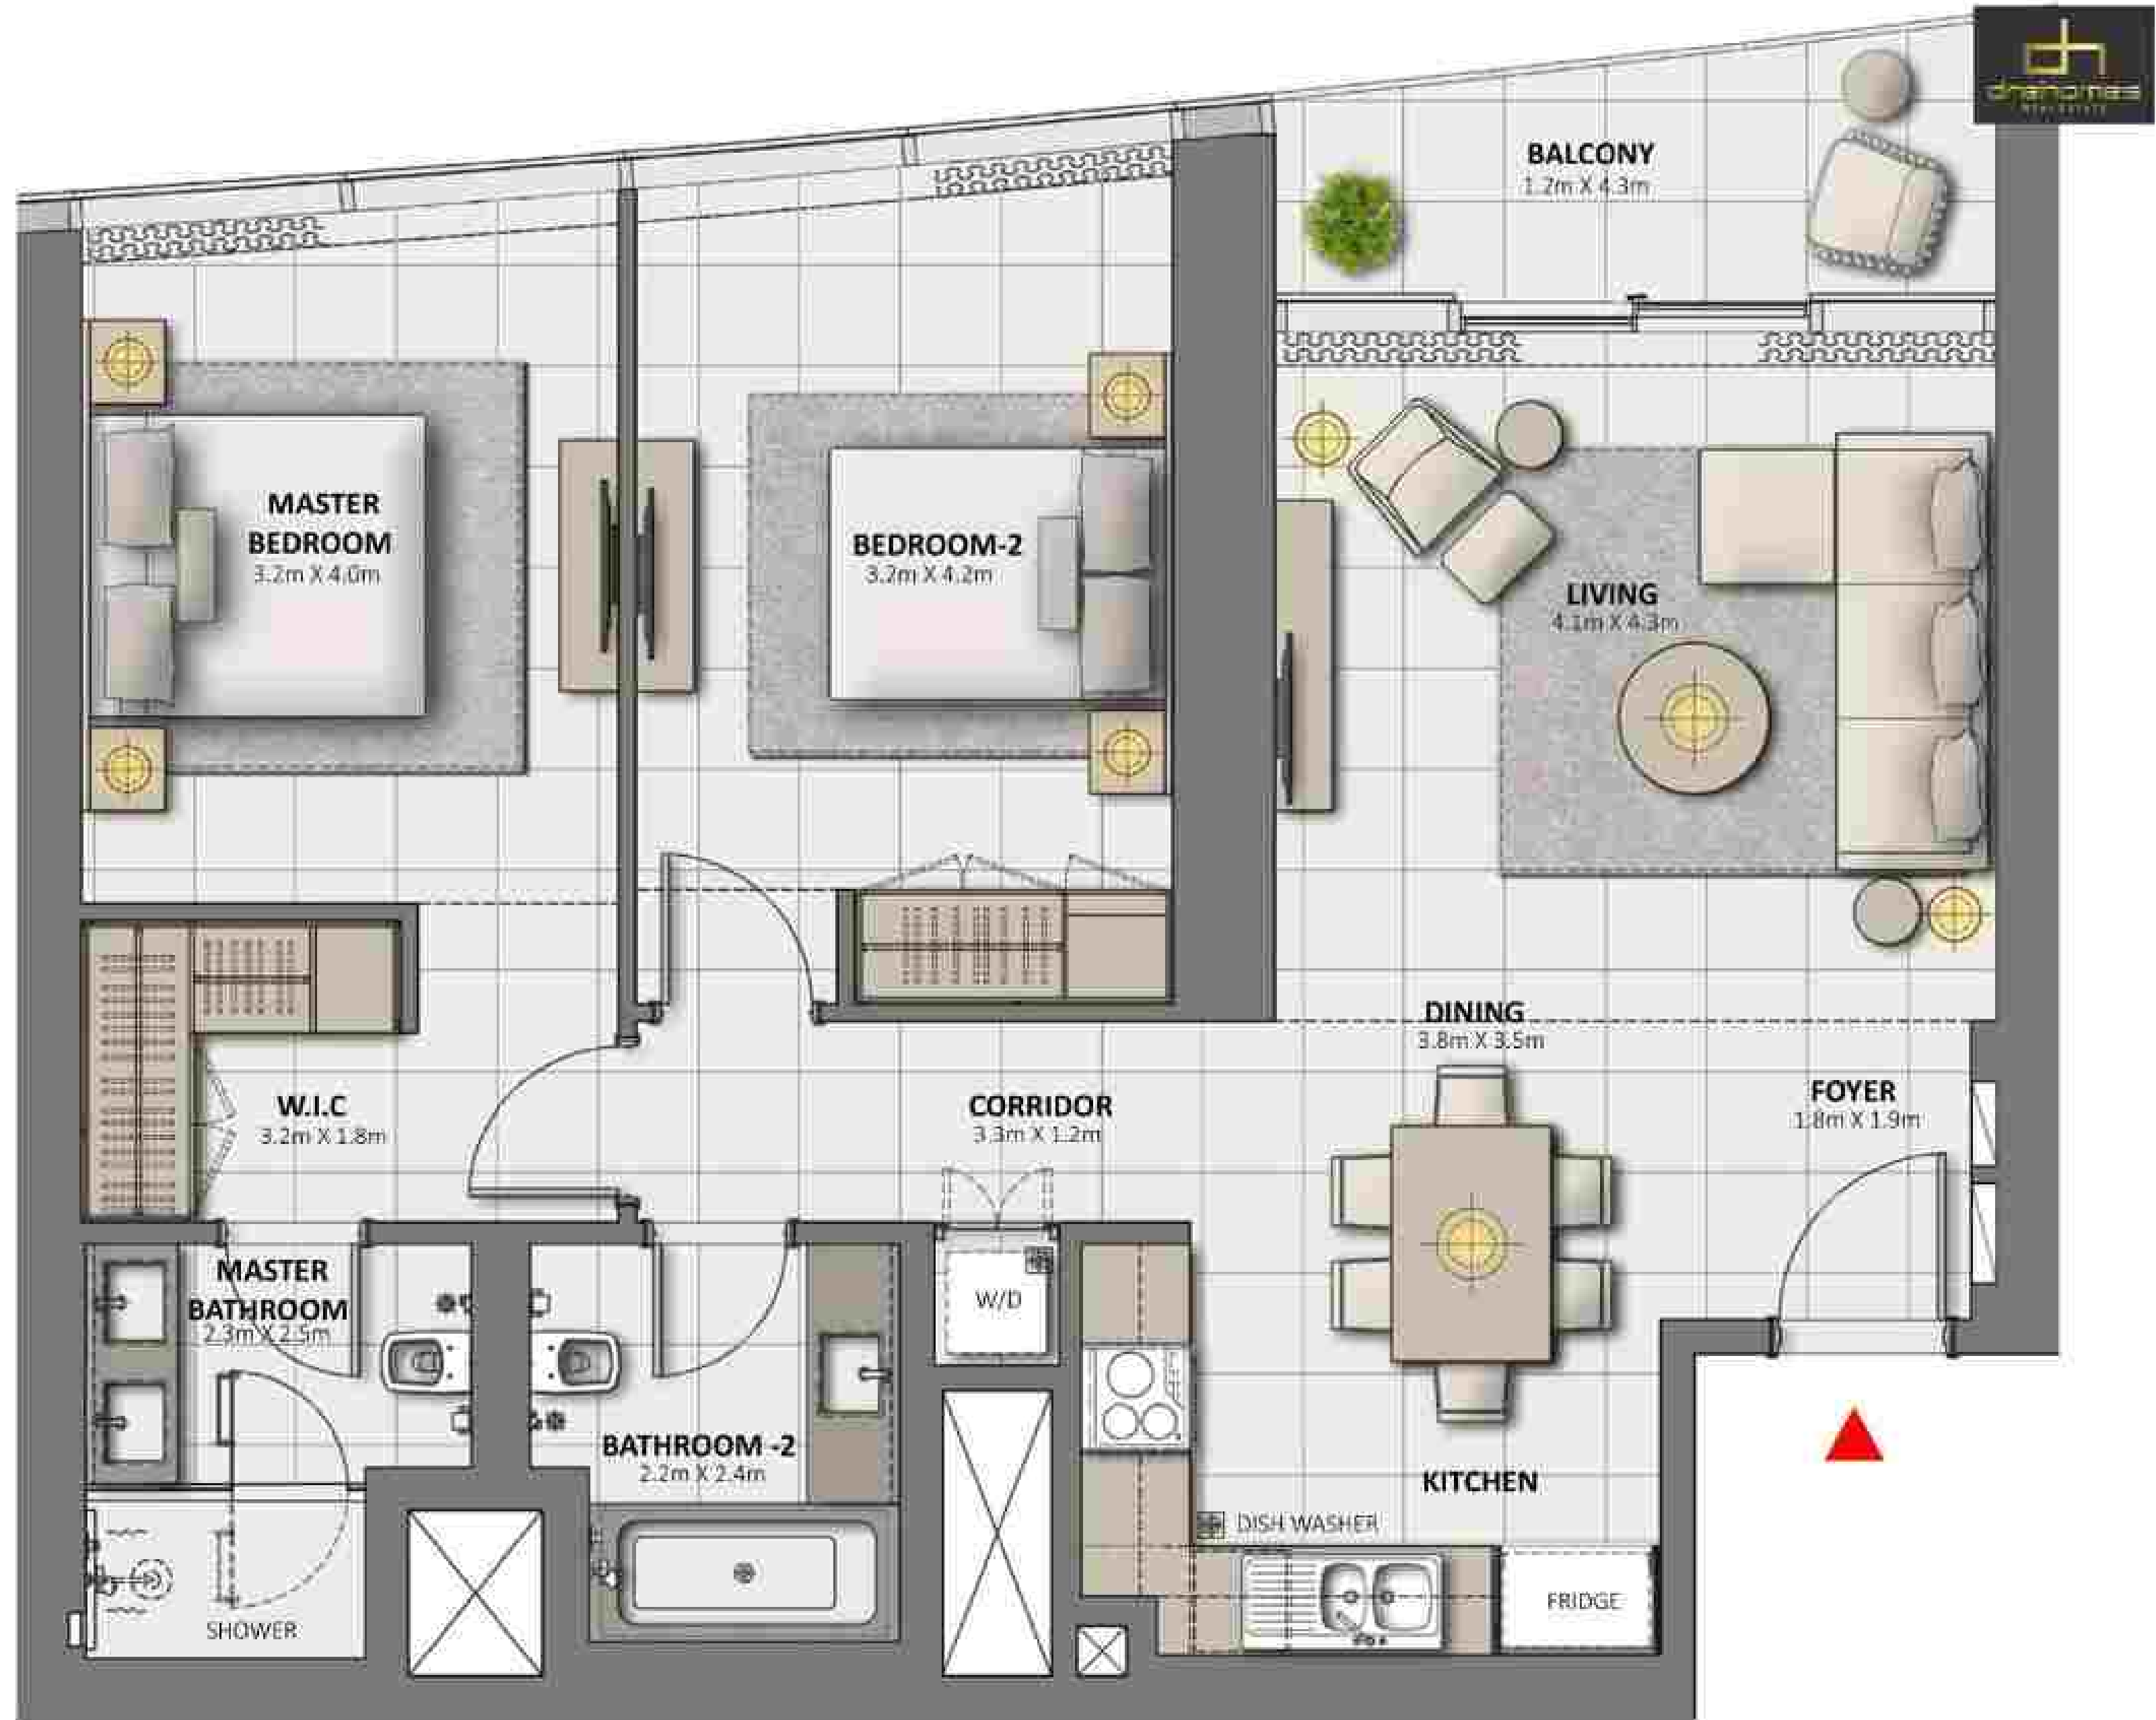 BALCONY
1.2m X 4.3m
MASTER
BEDROOM
3.2m X 4.0m
BEDROOM-2
3.2m X 4.2m
LIVING
4.1m X 4.3m
DINING
3.8m X 3.5m
W.I.C
3.2m X 1.8m
CORRIDOR
3.3m X 1.2m
FOYER
1.8m X 1.9m
MASTER
BATHROOM
2.3m X 2.5m
W/D
BATHROOM -2
2.2m X 2.4m
KITCHEN
DISH WASHER
FRIDGE
SHOWER